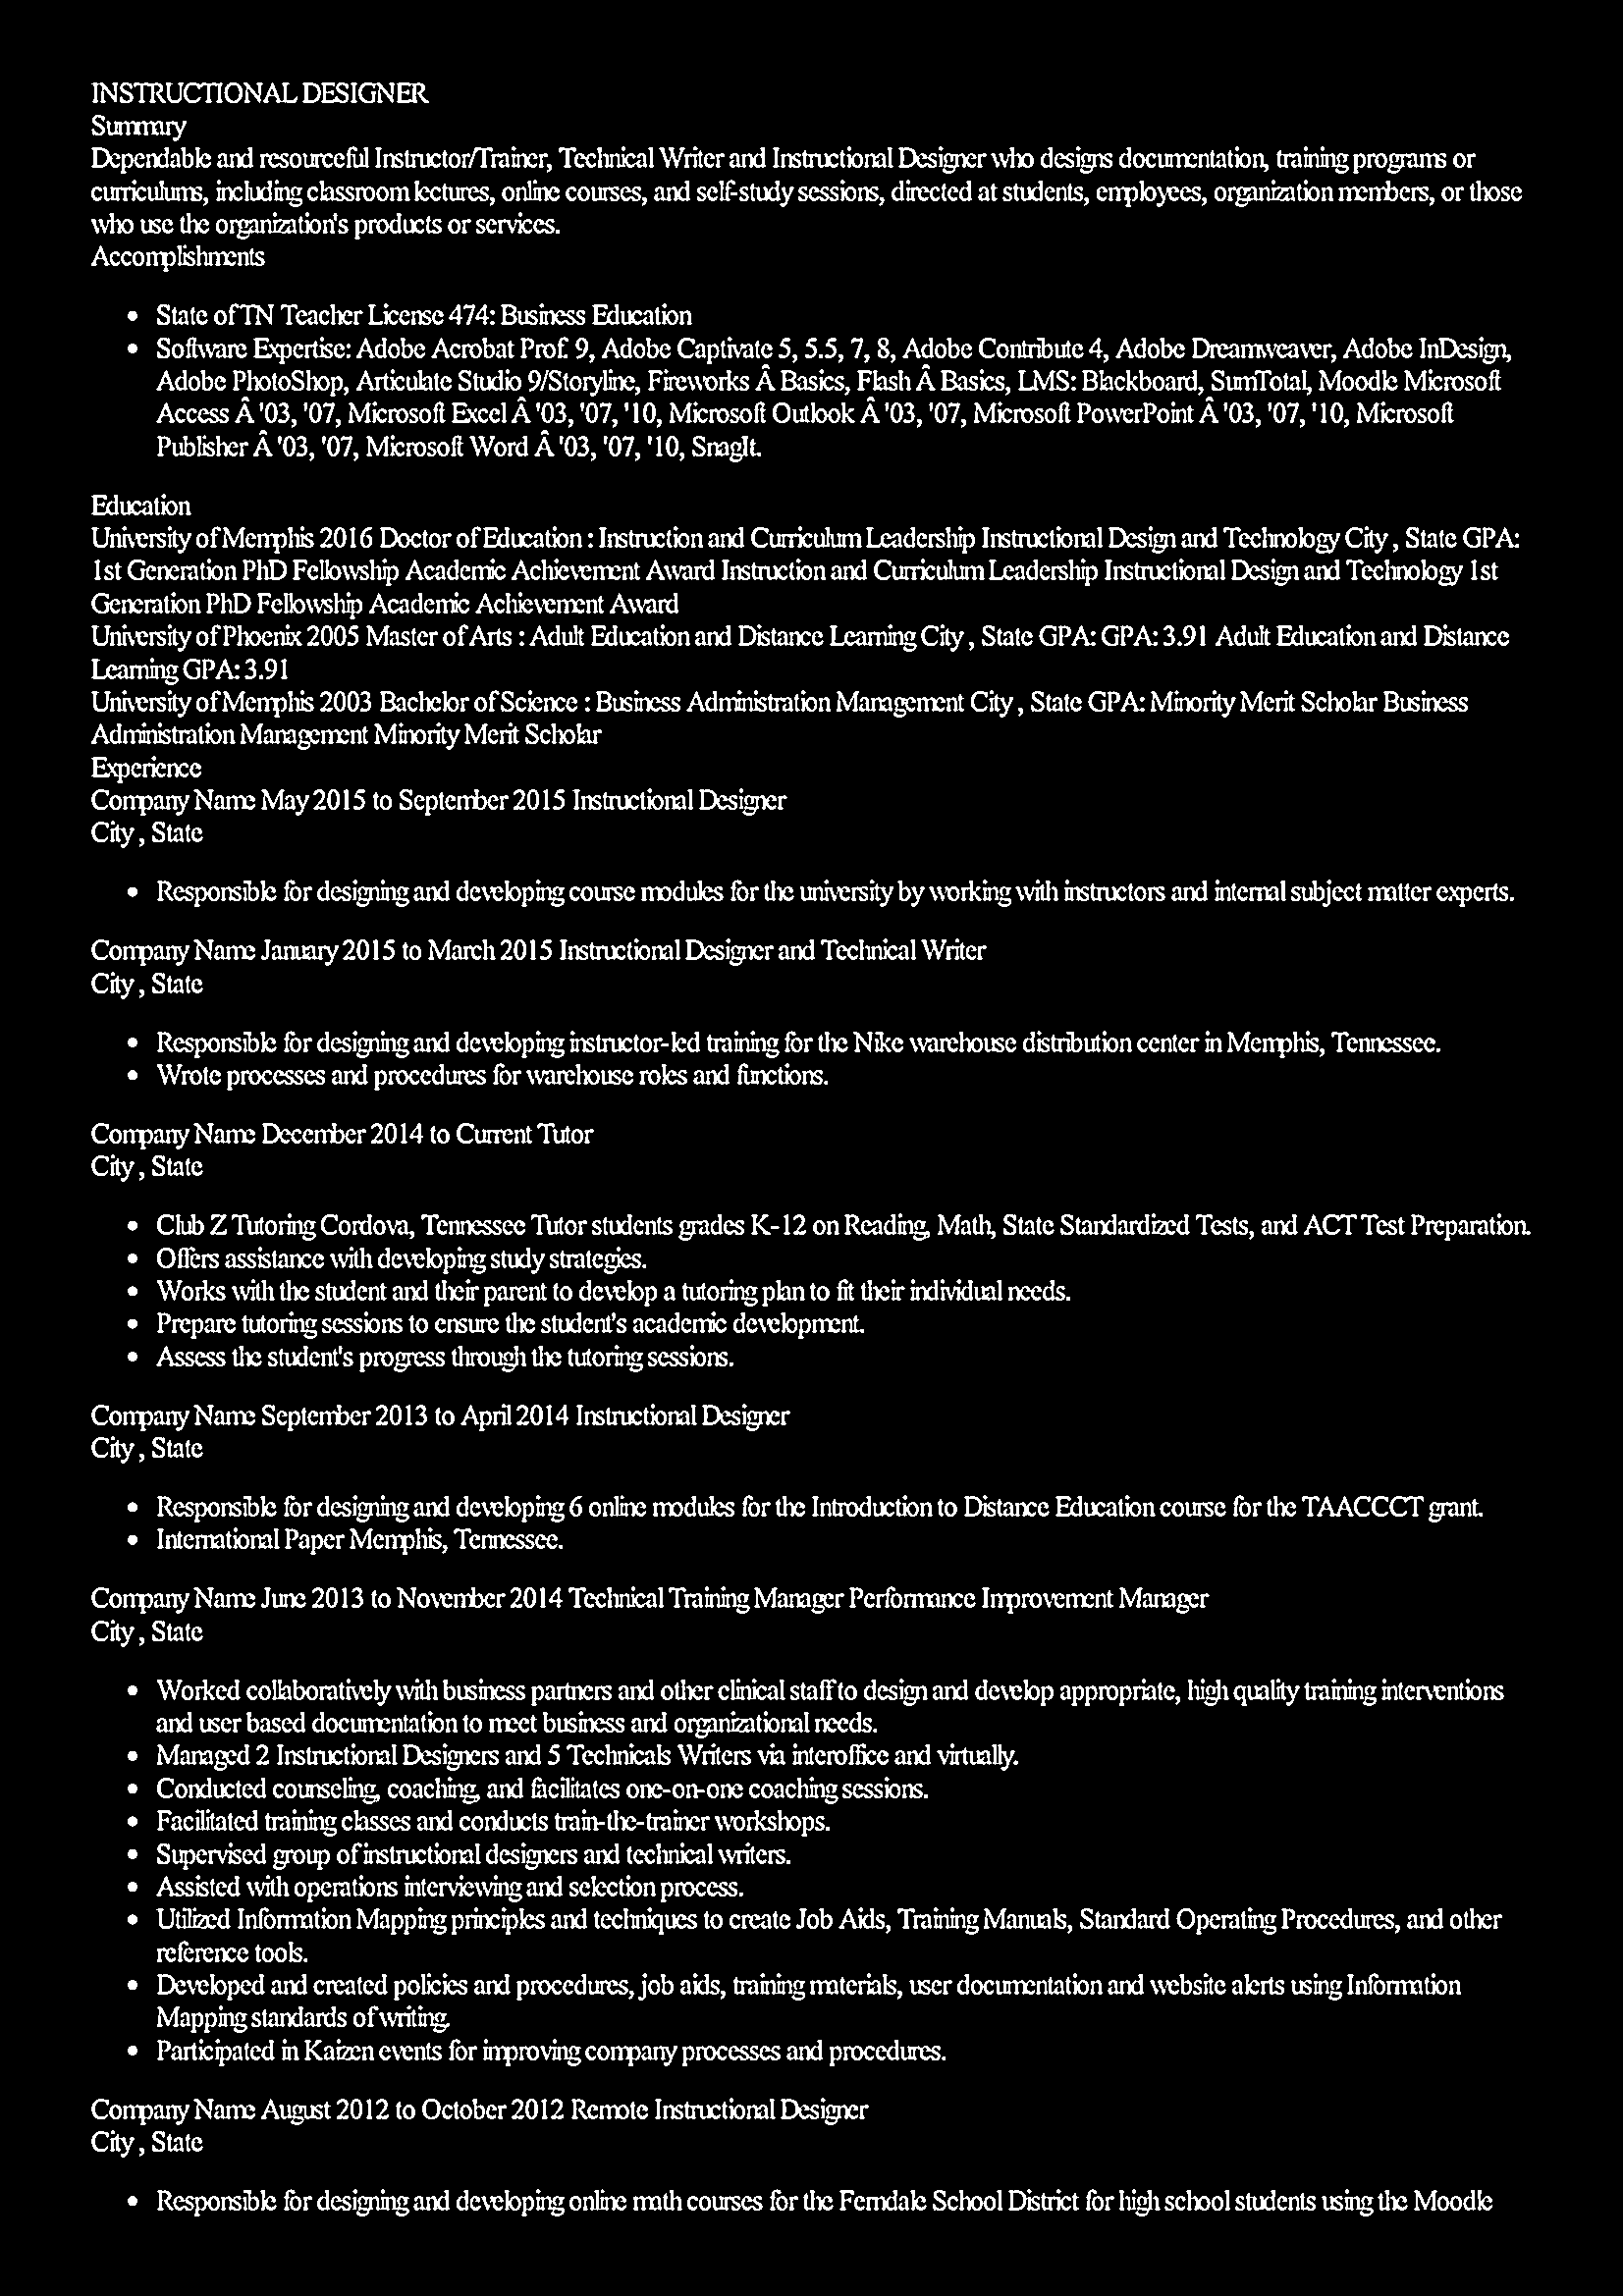 INSTRUCTIONAL DESIGNER
Summary
Dependable and resourceful Instructor/Trainer, Technical Writer and Instructional Designer who designs documentation, training programs or
curriculums, including classroom lectures, online courses, and self-study sessions, directed at students, employees, organization members, or those
who use the organization's products or services.
Accomplishments
• State of TN Teacher License 474: Business Education
• Software Expertise: Adobe Acrobat Prof. 9, Adobe Captivate 5, 5.5, 7, 8, Adobe Contribute 4, Adobe Dreamweaver, Adobe InDesign,
Adobe PhotoShop, Articulate Studio 9/Storyline, Fireworks Â Basics, Flash Â Basics, LMS: Blackboard, SumTotal, Moodle Microsoft
Access Â '03, '07, Microsoft Excel Â '03, '07, '10, Microsoft Outlook Â '03, '07, Microsoft PowerPoint Â '03, '07, '10, Microsoft
Publisher Â '03, '07, Microsoft Word Â '03, '07, '10, SnagIt.
Education
University of Memphis 2016 Doctor of Education : Instruction and Curriculum Leadership Instructional Design and Technology City , State GPA:
1st Generation PhD Fellowship Academic Achievement Award Instruction and Curriculum Leadership Instructional Design and Technology 1st
Generation PhD Fellowship Academic Achievement Award
University of Phoenix 2005 Master of Arts : Adult Education and Distance Learning City , State GPA: GPA: 3.91 Adult Education and Distance
Learning GPA: 3.91
University of Memphis 2003 Bachelor of Science : Business Administration Management City , State GPA: Minority Merit Scholar Business
Administration Management Minority Merit Scholar
Experience
Company Name May 2015 to September 2015 Instructional Designer
City , State
• Responsible for designing and developing course modules for the university by working with instructors and internal subject matter experts.
Company Name January 2015 to March 2015 Instructional Designer and Technical Writer
City , State
• Responsible for designing and developing instructor-led training for the Nike warehouse distribution center in Memphis, Tennessee.
• Wrote processes and procedures for warehouse roles and functions.
Company Name December 2014 to Current Tutor
City , State
• Club Z Tutoring Cordova, Tennessee Tutor students grades K-12 on Reading, Math, State Standardized Tests, and ACT Test Preparation.
• Offers assistance with developing study strategies.
• Works with the student and their parent to develop a tutoring plan to fit their individual needs.
• Prepare tutoring sessions to ensure the student's academic development.
• Assess the student's progress through the tutoring sessions.
Company Name September 2013 to April 2014 Instructional Designer
City , State
• Responsible for designing and developing 6 online modules for the Introduction to Distance Education course for the TAACCCT grant.
• International Paper Memphis, Tennessee.
Company Name June 2013 to November 2014 Technical Training Manager Performance Improvement Manager
City , State
• Worked collaboratively with business partners and other clinical staff to design and develop appropriate, high quality training interventions
and user based documentation to meet business and organizational needs.
• Managed 2 Instructional Designers and 5 Technicals Writers via interoffice and virtually.
• Conducted counseling, coaching, and facilitates one-on-one coaching sessions.
• Facilitated training classes and conducts train-the-trainer workshops.
• Supervised group of instructional designers and technical writers.
• Assisted with operations interviewing and selection process.
• Utilized Information Mapping principles and techniques to create Job Aids, Training Manuals, Standard Operating Procedures, and other
reference tools.
• Developed and created policies and procedures, job aids, training materials, user documentation and website alerts using Information
Mapping standards of writing.
• Participated in Kaizen events for improving company processes and procedures.
Company Name August 2012 to October 2012 Remote Instructional Designer
City , State
• Responsible for designing and developing online math courses for the Ferndale School District for high school students using the Moodle